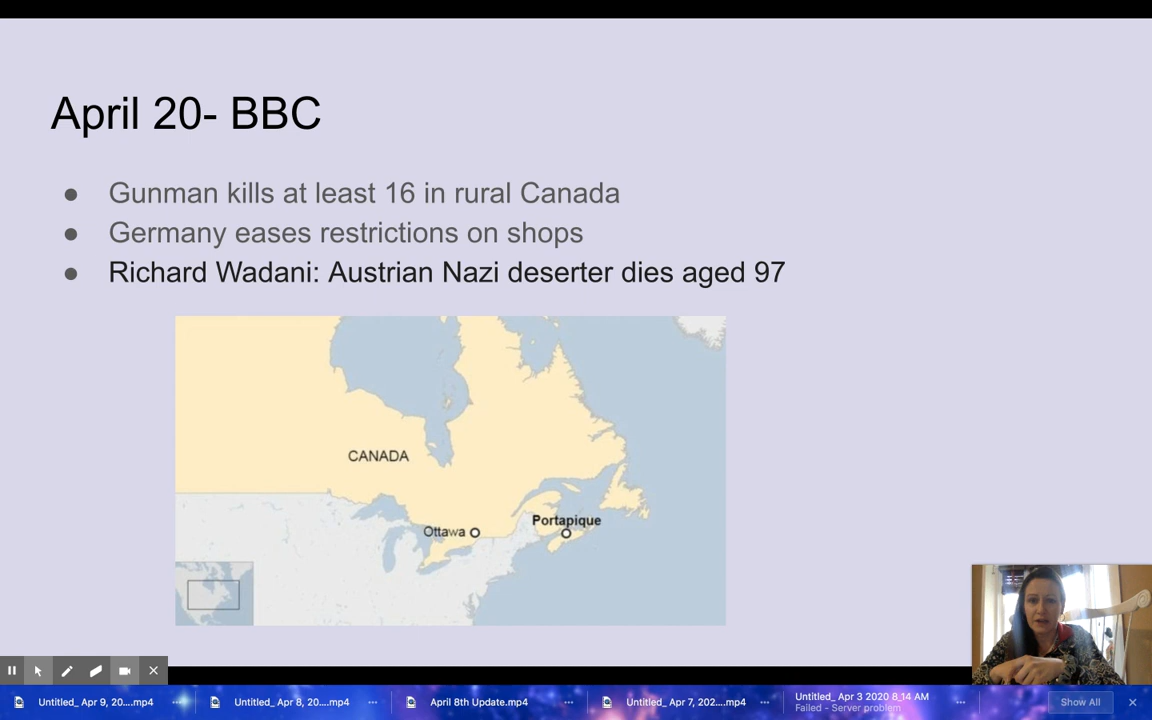 April 20- BBC
Gunman kills at least 16 in rural Canada
Germany eases restrictions on shops
Richard Wadani: Austrian Nazi deserter dies aged 97
CANADA
Ottawa
Portapique
Untitled_ Apr 9, 20....mp4
Untitled_ Apr 8, 20....mp4
April 8th Update.mp4
Untitled_ Apr 7, 202....mp4
Untitled_ Apr 3 2020 8_14 AM
Failed - Server problem
Show All